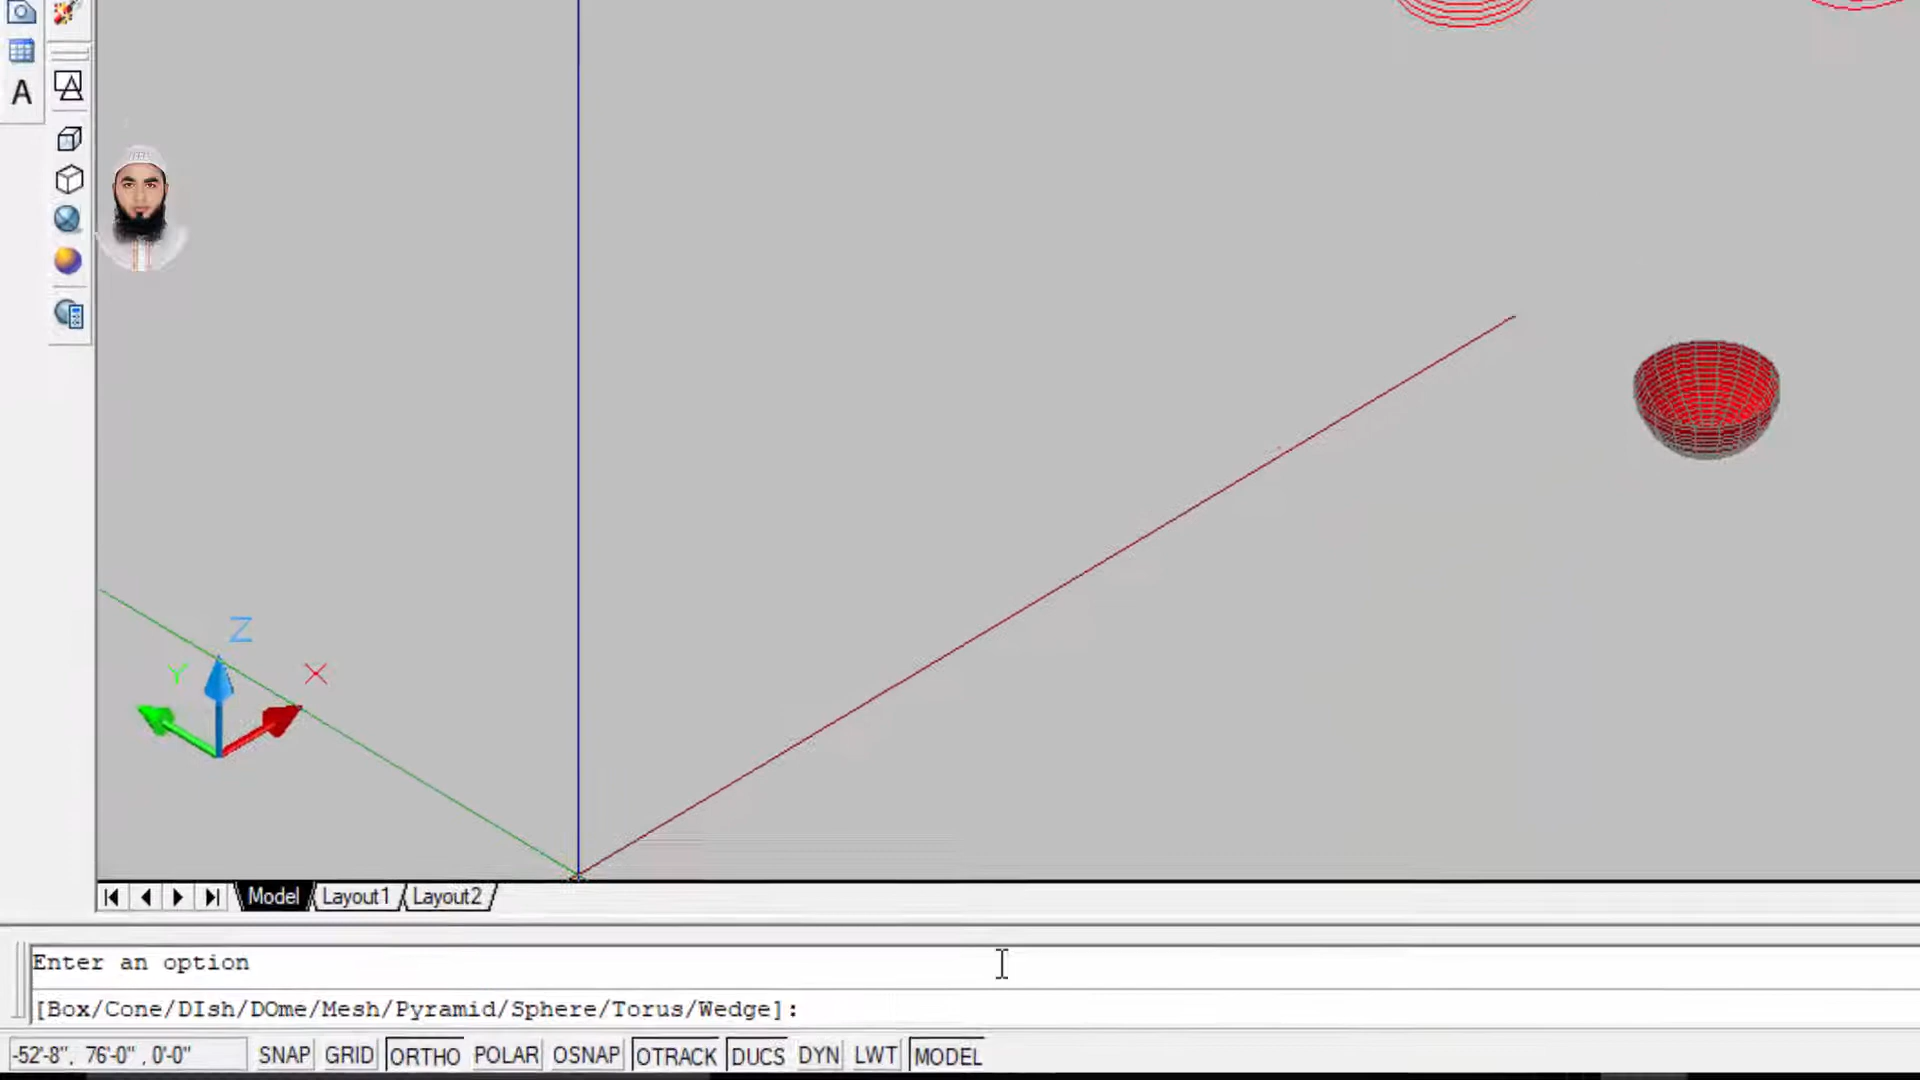 A
Z
Y
X
Model Layout1 Layout2
Enter an option
[Box/Cone/DIsh/DOme/Mesh/Pyramid/Sphere/Torus/Wedge]:
-52'-8", 76'-0" , 0'-0" SNAP GRID ORTHO POLAR OSNAP OTRACK DUCS DYN LWT MODEL